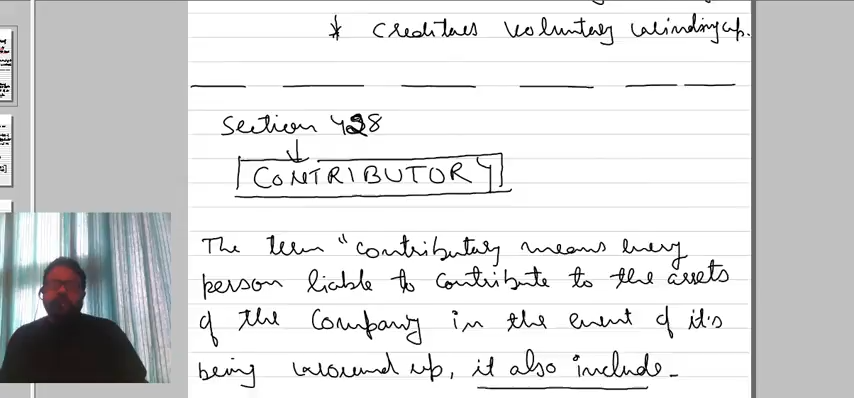 * Creditors voluntary winding up.
Section 428
CONTRIBUTORY
The term "contributory means every
person liable to contribute to the assets
of the Company in the event of it's
being wound up, it also include -